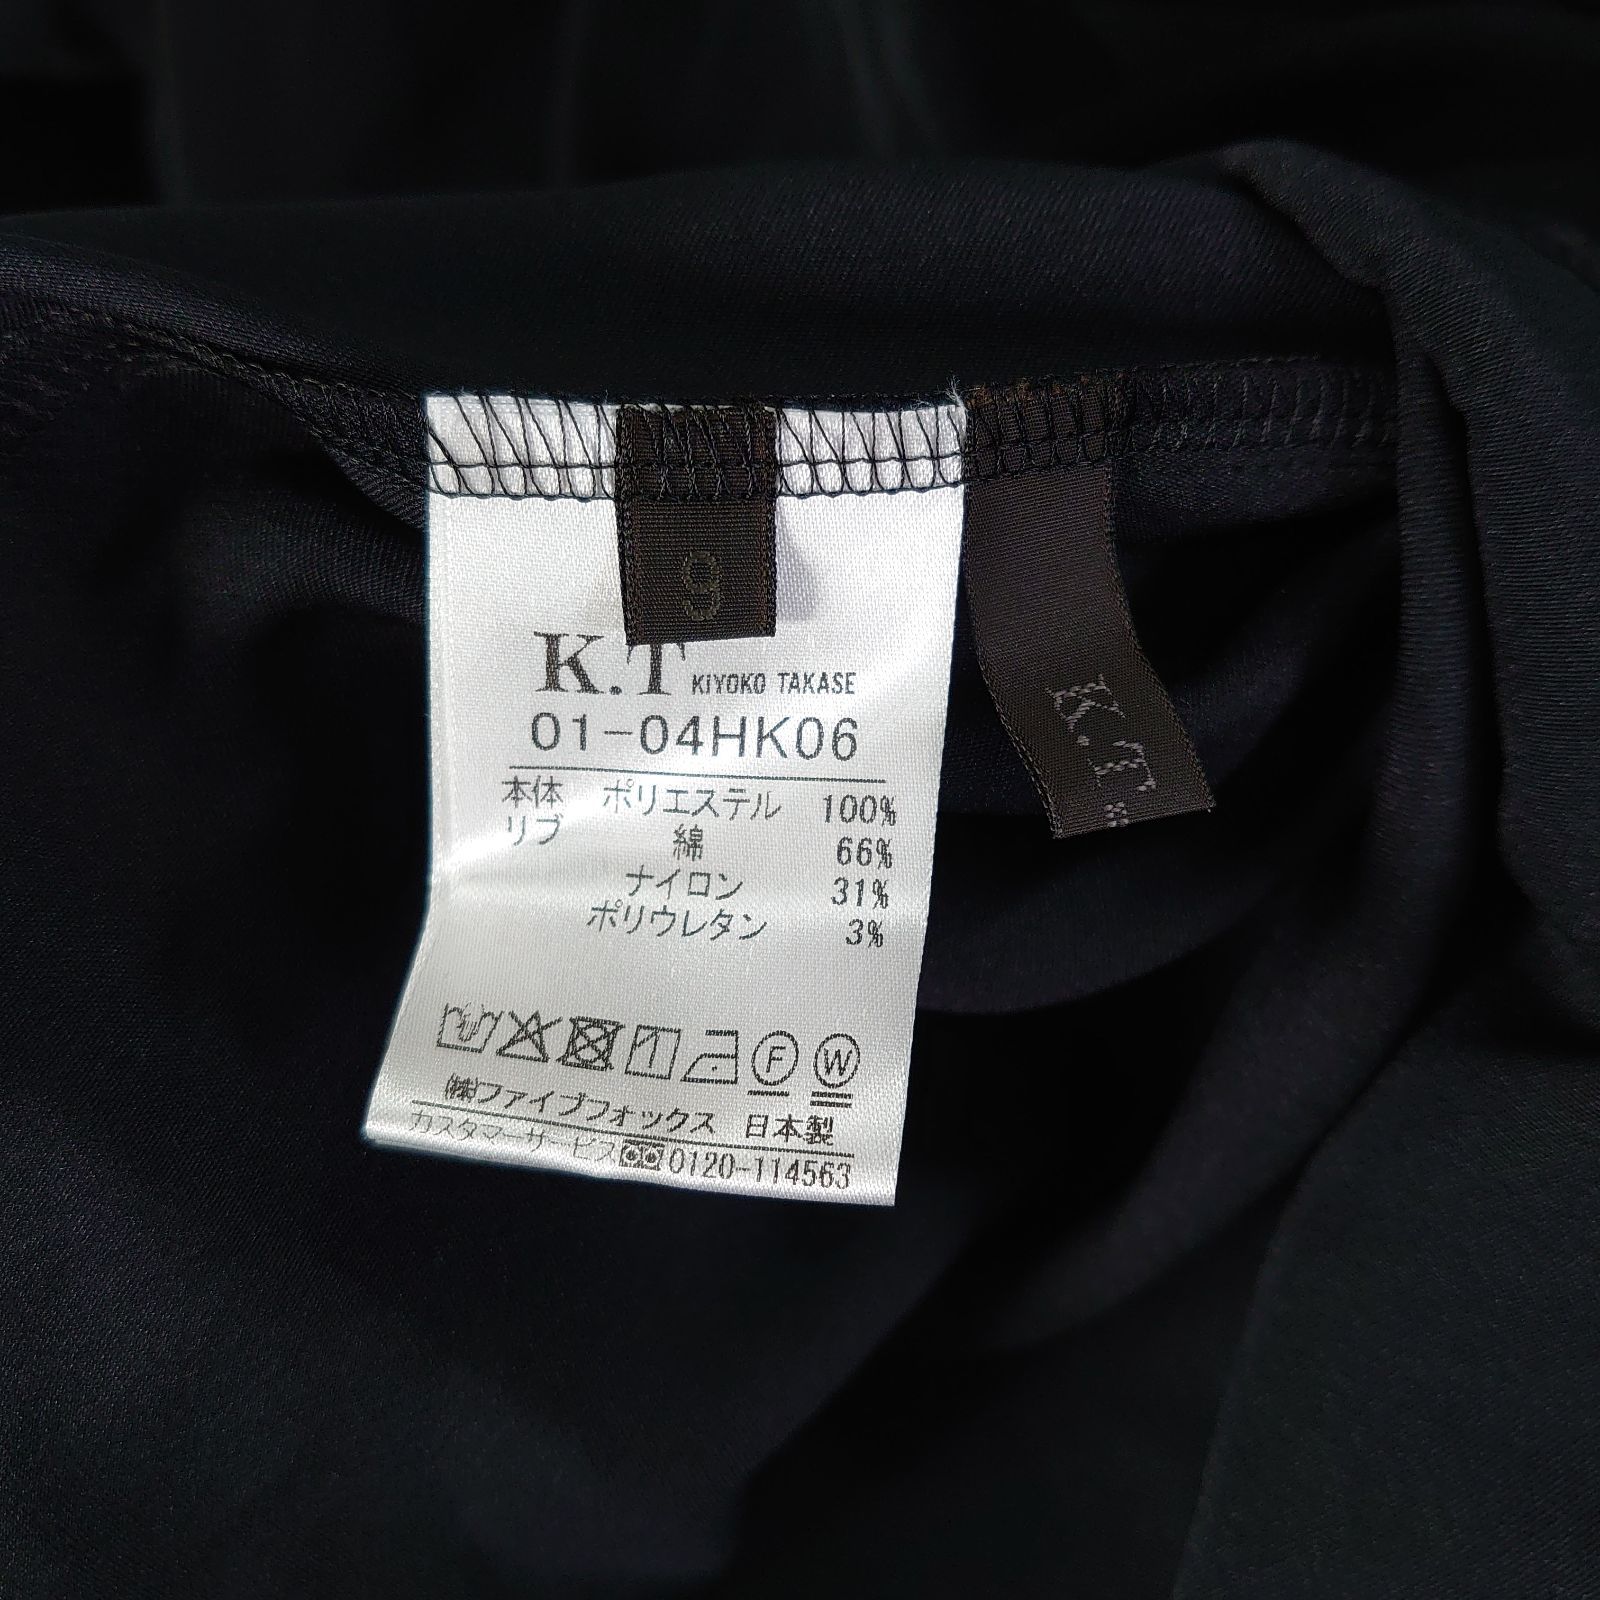 9
K.T KiYOKO TAKASE
01-04HK06
本体 ポリエステル 100%
リブ 綿 66%
ナイロン 31%
ポリウレタン 3%
1 F W
㈱ファイブフォックス 日本製
カスタマーサービス 0120-114563
K.T